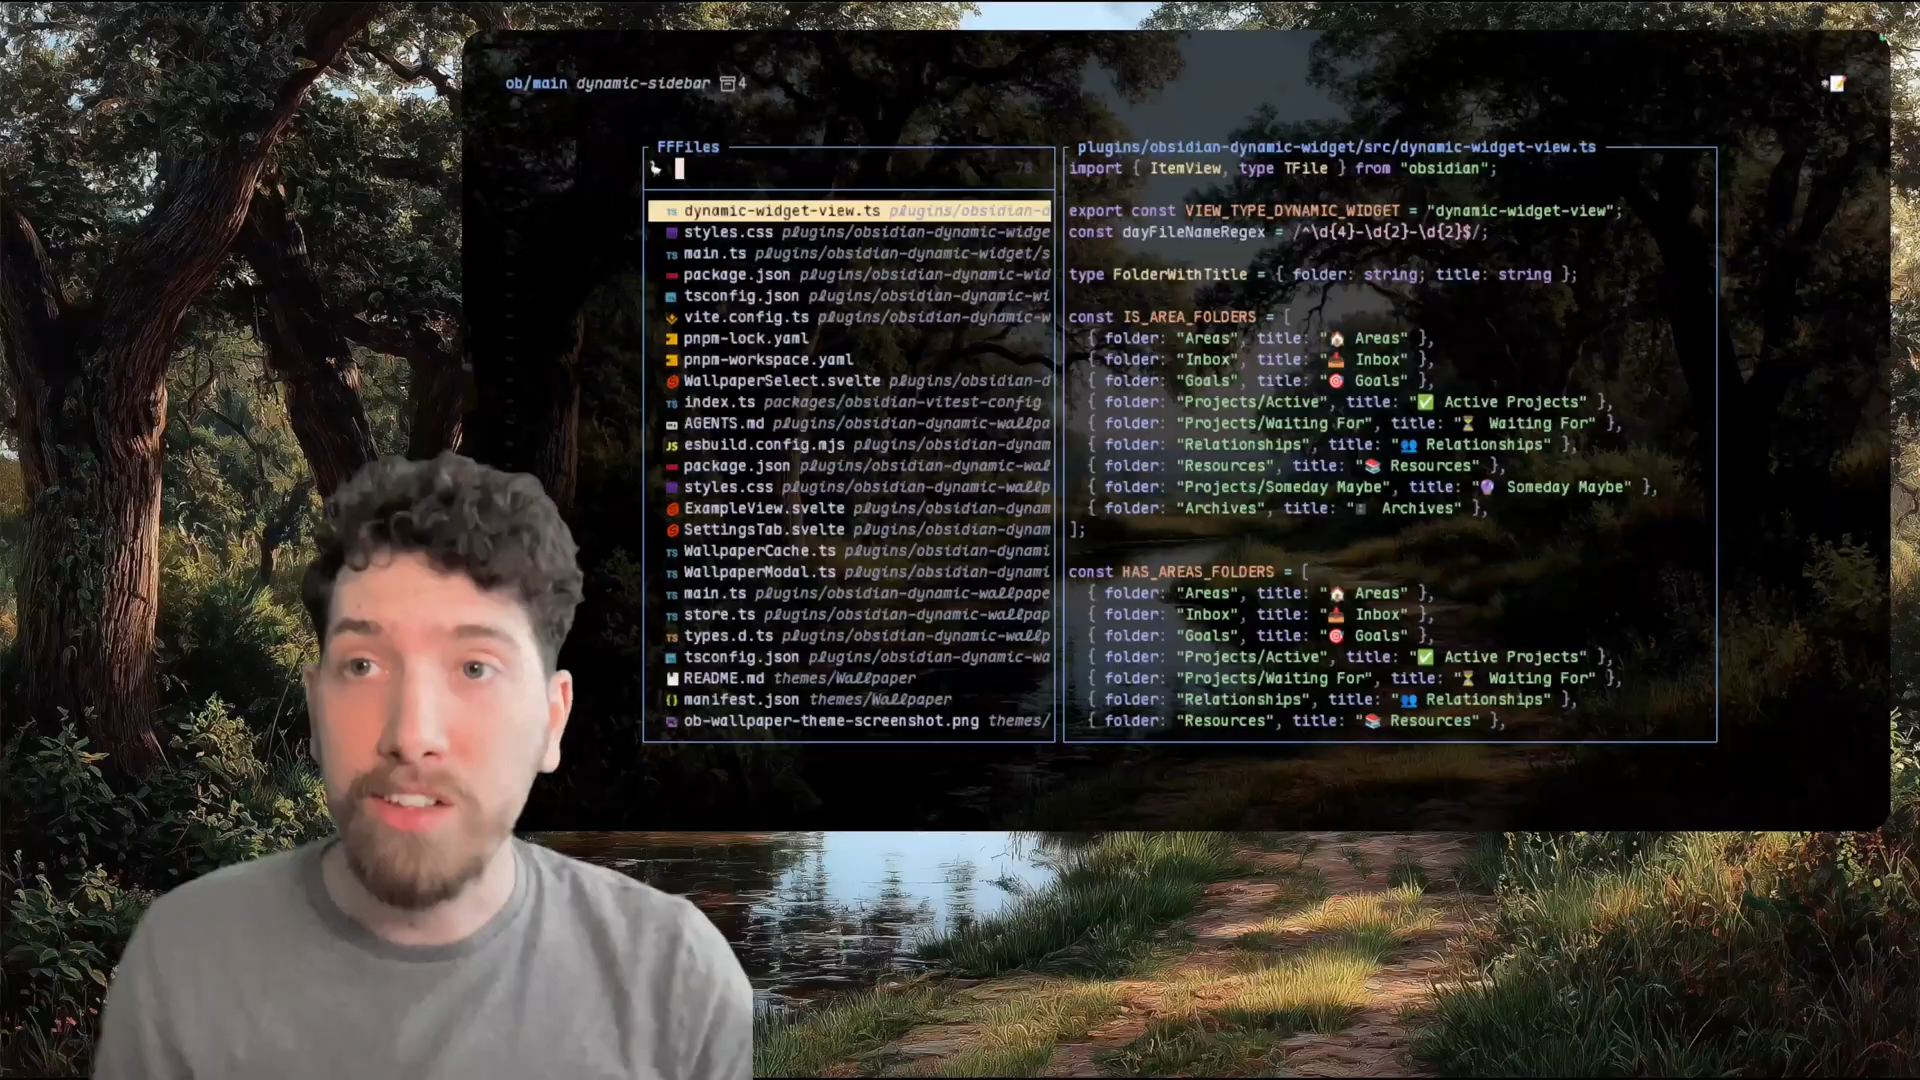 ob/main dynamic-sidebar 4
FFFiles
78
dynamic-widget-view.ts plugins/obsidian-d
styles.css plugins/obsidian-dynamic-widge
main.ts plugins/obsidian-dynamic-widget/s
package.json plugins/obsidian-dynamic-wid
tsconfig.json plugins/obsidian-dynamic-wi
vite.config.ts plugins/obsidian-dynamic-w
pnpm-lock.yaml
pnpm-workspace.yaml
WallpaperSelect.svelte plugins/obsidian-d
index.ts packages/obsidian-vitest-config
AGENTS.md plugins/obsidian-dynamic-wallpa
JS esbuild.config.mjs plugins/obsidian-dynam
package.json plugins/obsidian-dynamic-wal
styles.css plugins/obsidian-dynamic-wallp
ExampleView.svelte plugins/obsidian-dynam
SettingsTab.svelte plugins/obsidian-dynam
TS WallpaperCache.ts plugins/obsidian-dynami
TS WallpaperModal.ts plugins/obsidian-dynami
TS main.ts plugins/obsidian-dynamic-wallpape
TS store.ts plugins/obsidian-dynamic-wallpap
TS types.d.ts plugins/obsidian-dynamic-wallp
tsconfig.json plugins/obsidian-dynamic-wa
README.md themes/Wallpaper
{} manifest.json themes/Wallpaper
ob-wallpaper-theme-screenshot.png themes/
plugins/obsidian-dynamic-widget/src/dynamic-widget-view.ts
import { ItemView, type TFile } from "obsidian";
export const VIEW_TYPE_DYNAMIC_WIDGET = "dynamic-widget-view";
const dayFileNameRegex = /^\d{4}-\d{2}-\d{2}$/;
type FolderWithTitle = { folder: string; title: string };
const IS_AREA_FOLDERS = [
{ folder: "Areas", title: "🏠 Areas" },
{ folder: "Inbox", title: "📥 Inbox" },
{ folder: "Goals", title: "🎯 Goals" },
{ folder: "Projects/Active", title: "✅ Active Projects" },
{ folder: "Projects/Waiting For", title: "⏳ Waiting For" },
{ folder: "Relationships", title: "👥 Relationships" },
{ folder: "Resources", title: "📚 Resources" },
{ folder: "Projects/Someday Maybe", title: "🔮 Someday Maybe" },
{ folder: "Archives", title: "🗄 Archives" },
];
const HAS_AREAS_FOLDERS = [
{ folder: "Areas", title: "🏠 Areas" },
{ folder: "Inbox", title: "📥 Inbox" },
{ folder: "Goals", title: "🎯 Goals" },
{ folder: "Projects/Active", title: "✅ Active Projects" },
{ folder: "Projects/Waiting For", title: "⏳ Waiting For" },
{ folder: "Relationships", title: "👥 Relationships" },
{ folder: "Resources", title: "📚 Resources" },